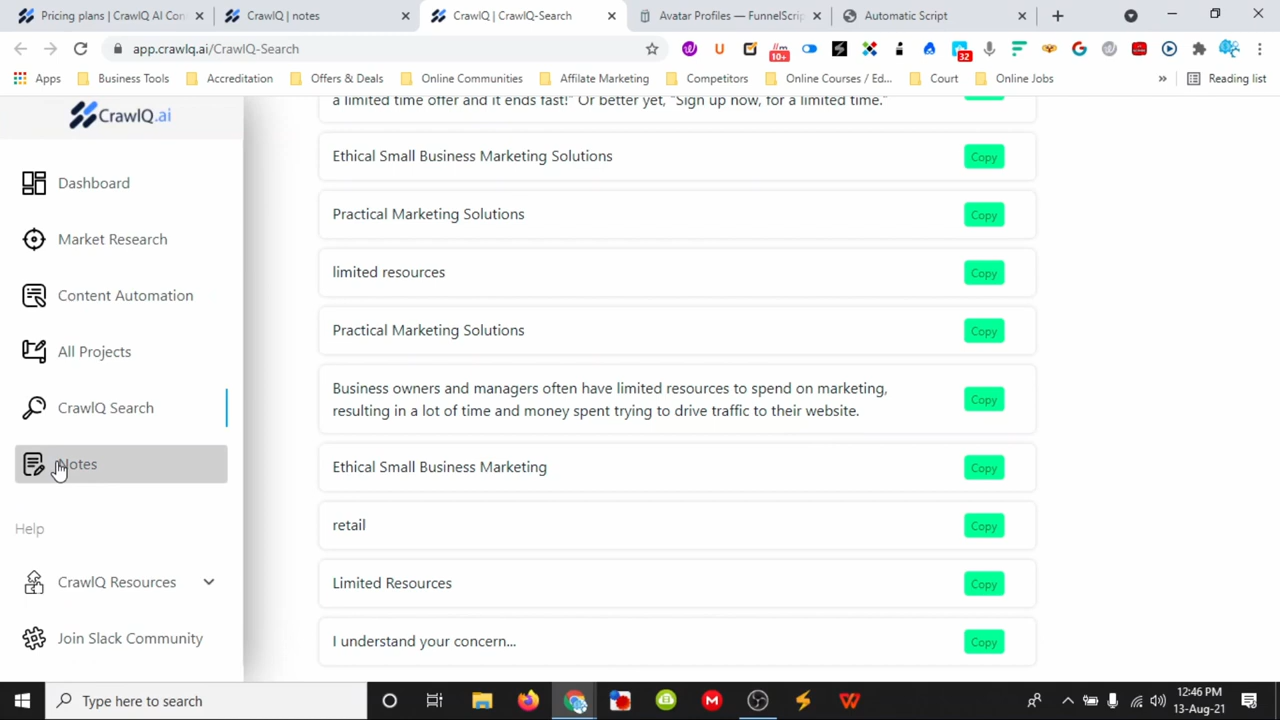 Pricing plans | CrawlQ AI Con
CrawlQ | notes
CrawlQ | CrawlQ-Search
Avatar Profiles — FunnelScrip
Automatic Script
app.crawlq.ai/CrawlQ-Search
10+
32
Apps
Business Tools
Accreditation
Offers & Deals
Online Communities
Affilate Marketing
Competitors
Online Courses / Ed...
Court
Online Jobs
»
Reading list
CrawlQ.ai
Dashboard
Market Research
Content Automation
All Projects
CrawlQ Search
Notes
Help
CrawlQ Resources
Join Slack Community
a limited time offer and it ends fast!” Or better yet, “Sign up now, for a limited time.”
Ethical Small Business Marketing Solutions
Copy
Practical Marketing Solutions
Copy
limited resources
Copy
Practical Marketing Solutions
Copy
Business owners and managers often have limited resources to spend on marketing,
resulting in a lot of time and money spent trying to drive traffic to their website.
Copy
Ethical Small Business Marketing
Copy
retail
Copy
Limited Resources
Copy
I understand your concern...
Copy
Type here to search
12:46 PM
13-Aug-21